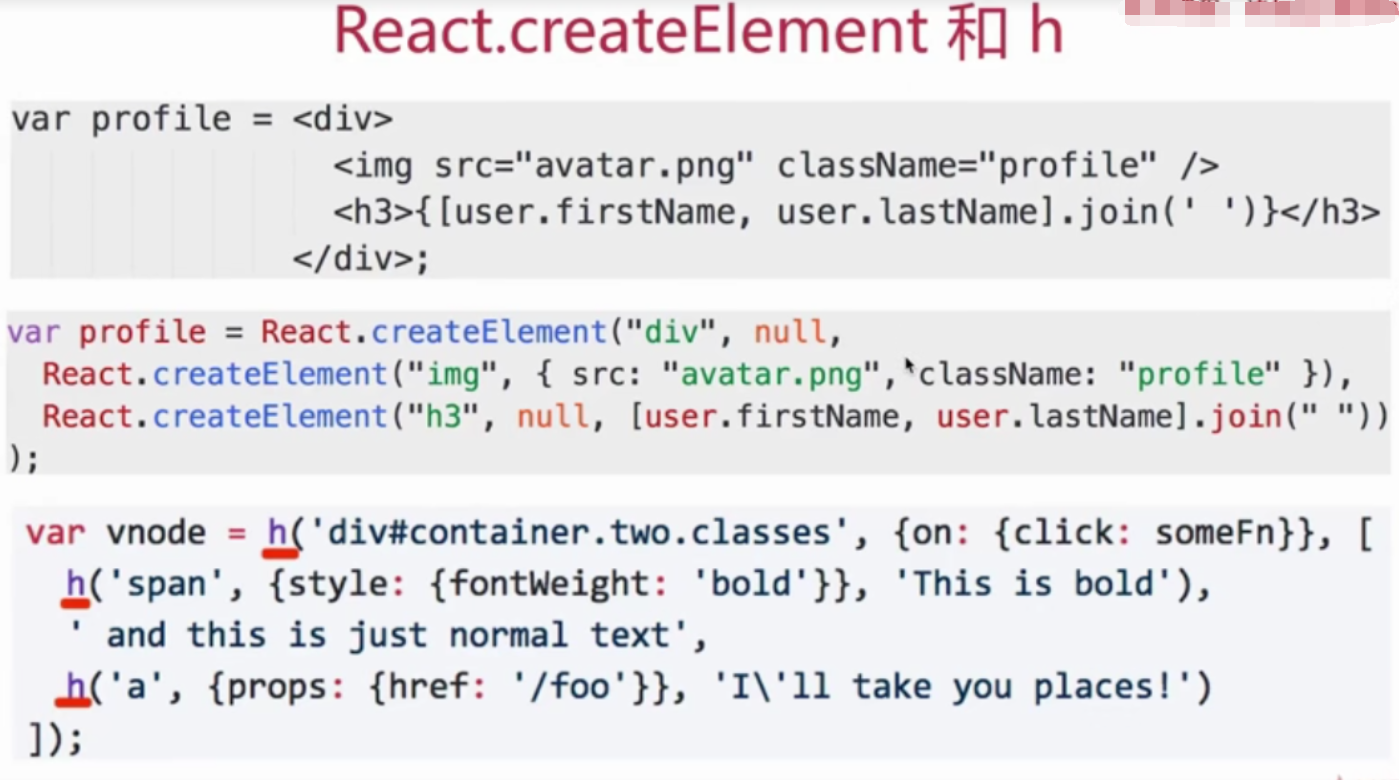 React.createElement 和 h
var profile = <div>
<img src="avatar.png" className="profile" />
<h3>{[user.firstName, user.lastName].join(' ')}</h3>
</div>;
var profile = React.createElement("div", null,
React.createElement("img", { src: "avatar.png", className: "profile" }),
React.createElement("h3", null, [user.firstName, user.lastName].join(" "))
);
var vnode = h('div#container.two.classes', {on: {click: someFn}}, [
h('span', {style: {fontWeight: 'bold'}}, 'This is bold'),
' and this is just normal text',
h('a', {props: {href: '/foo'}}, 'I\'ll take you places!')
]);